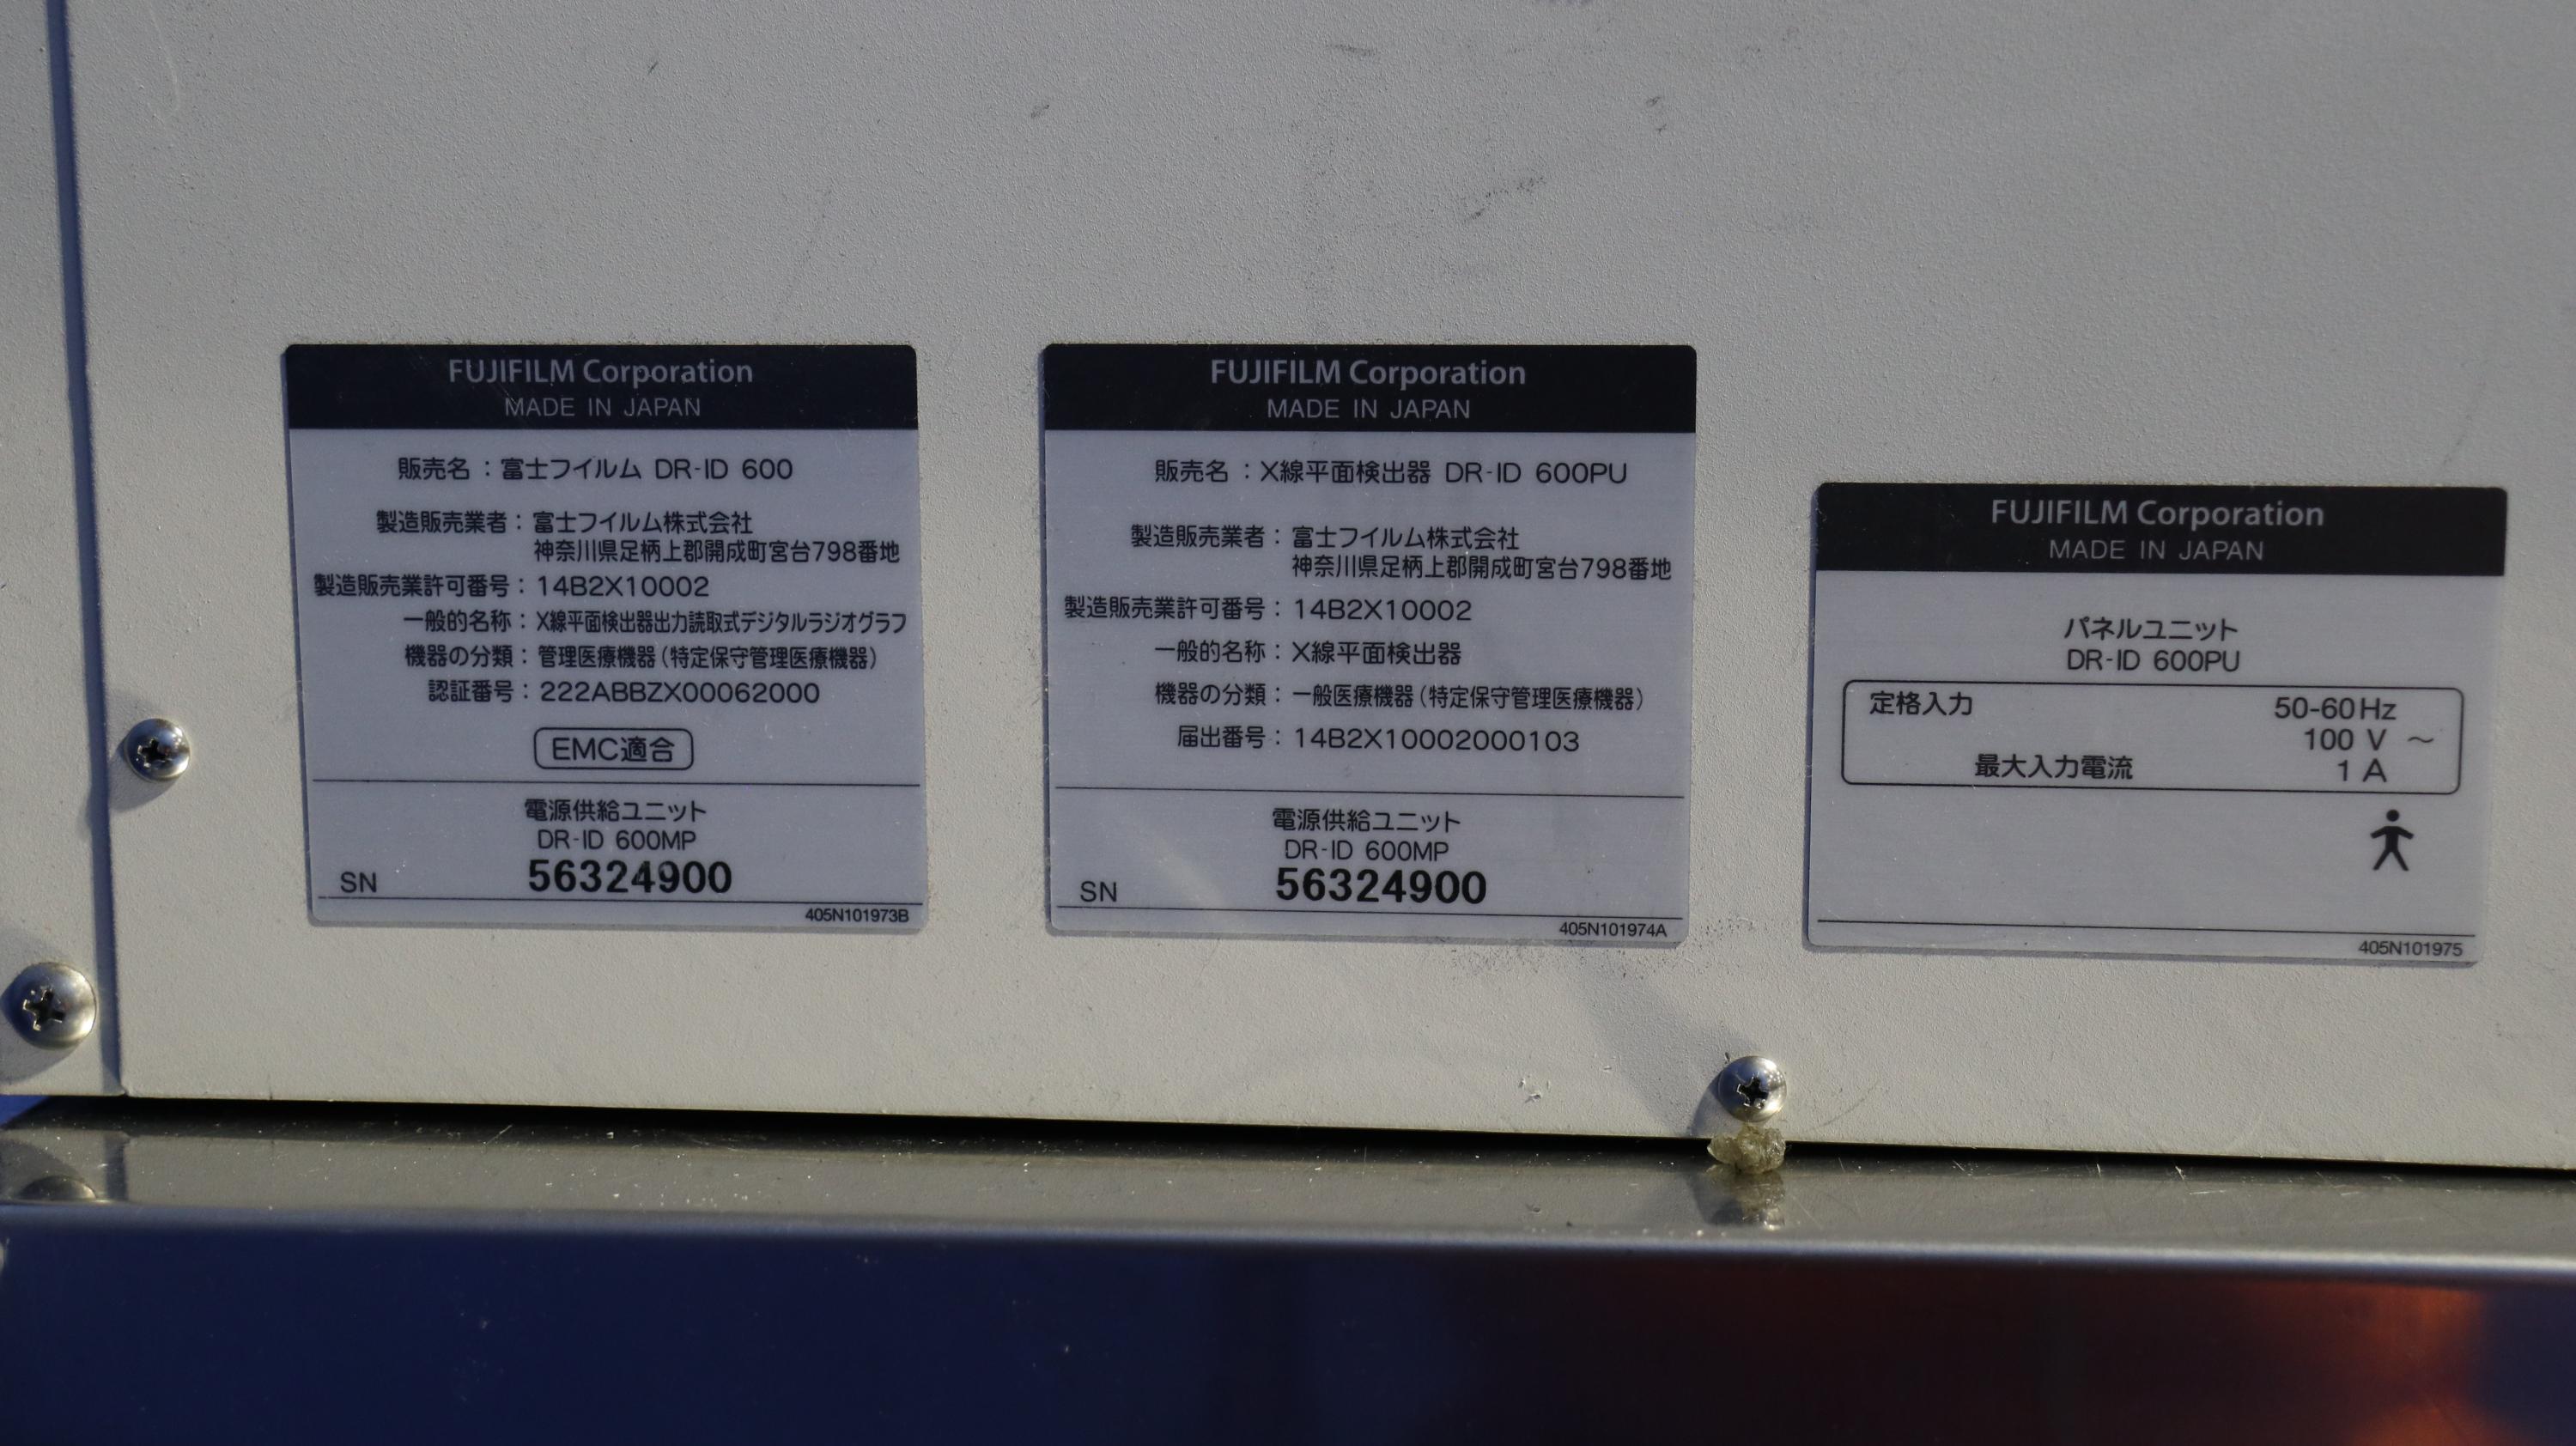 FUJIFILM Corporation
MADE IN JAPAN
販売名：富士フイルム DR-ID 600
製造販売業者：富士フイルム株式会社
神奈川県足柄上郡開成町宮台798番地
製造販売業許可番号：14B2X10002
一般的名称：X線平面検出器出力読取式デジタルラジオグラフ
機器の分類：管理医療機器（特定保守管理医療機器）
認証番号：222ABBZX00062000
EMC適合
電源供給ユニット
DR-ID 600MP
SN 56324900
405N101973B
FUJIFILM Corporation
MADE IN JAPAN
販売名：X線平面検出器 DR-ID 600PU
製造販売業者：富士フイルム株式会社
神奈川県足柄上郡開成町宮台798番地
製造販売業許可番号：14B2X10002
一般的名称：X線平面検出器
機器の分類：一般医療機器（特定保守管理医療機器）
届出番号：14B2X10002000103
電源供給ユニット
DR-ID 600MP
SN 56324900
405N101974A
FUJIFILM Corporation
MADE IN JAPAN
パネルユニット
DR-ID 600PU
定格入力 50-60Hz
100 V ～
最大入力電流 1 A
405N101975